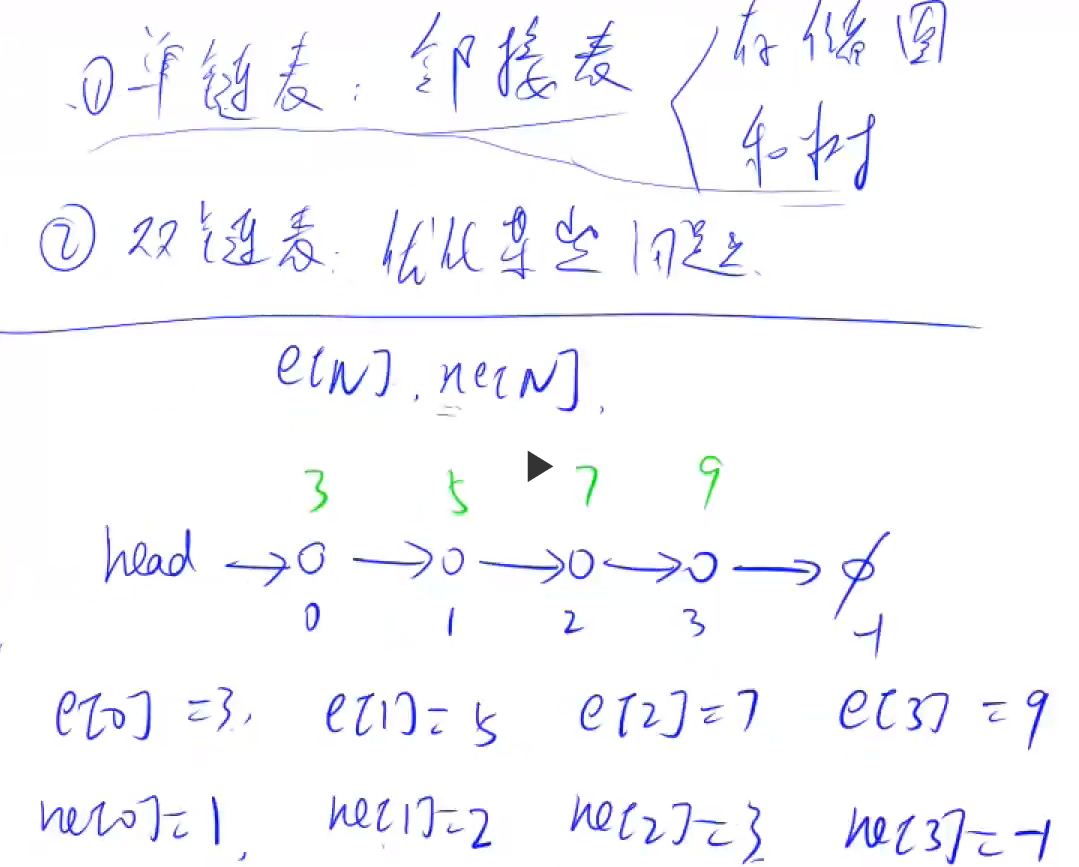 ①单链表：邻接表 存储图
和树
②双链表：优化某些问题.
e[N], ne[N],
3 5 7 9
head → O → O → O → O → ∅
0 1 2 3 -1
e[0]=3, e[1]=5 e[2]=7 e[3]=9
ne[0]=1, ne[1]=2 ne[2]=3 ne[3]=-1